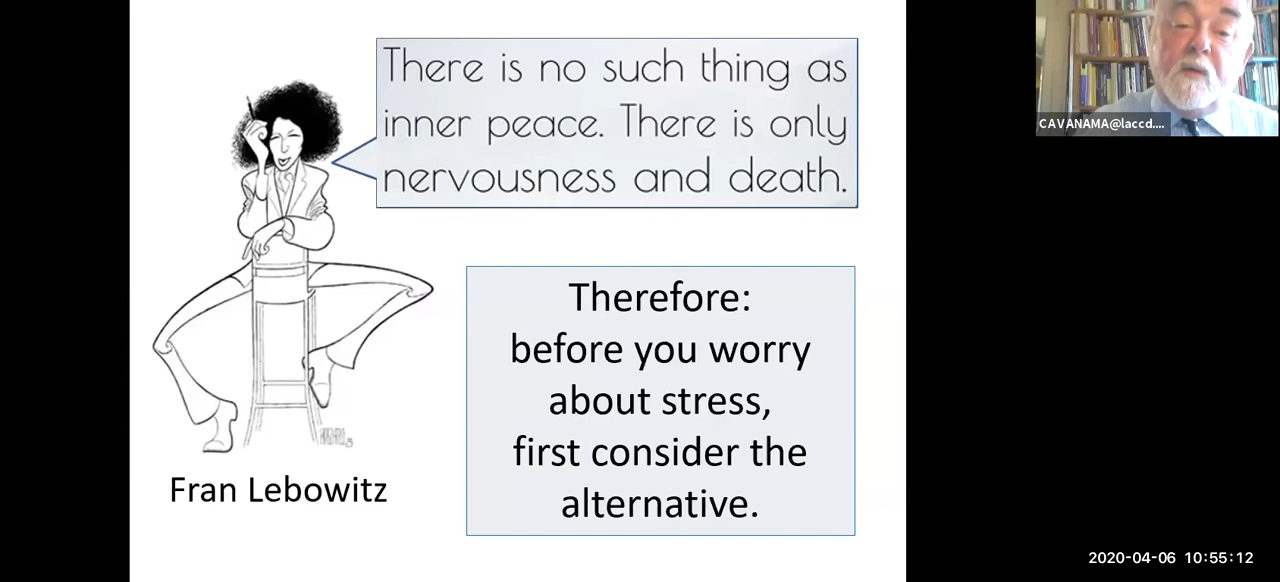 There is no such thing as
inner peace. There is only
nervousness and death.
Therefore:
before you worry
about stress,
first consider the
alternative.
Fran Lebowitz
CAVANAMA@laccd....
2020-04-06 10:55:12